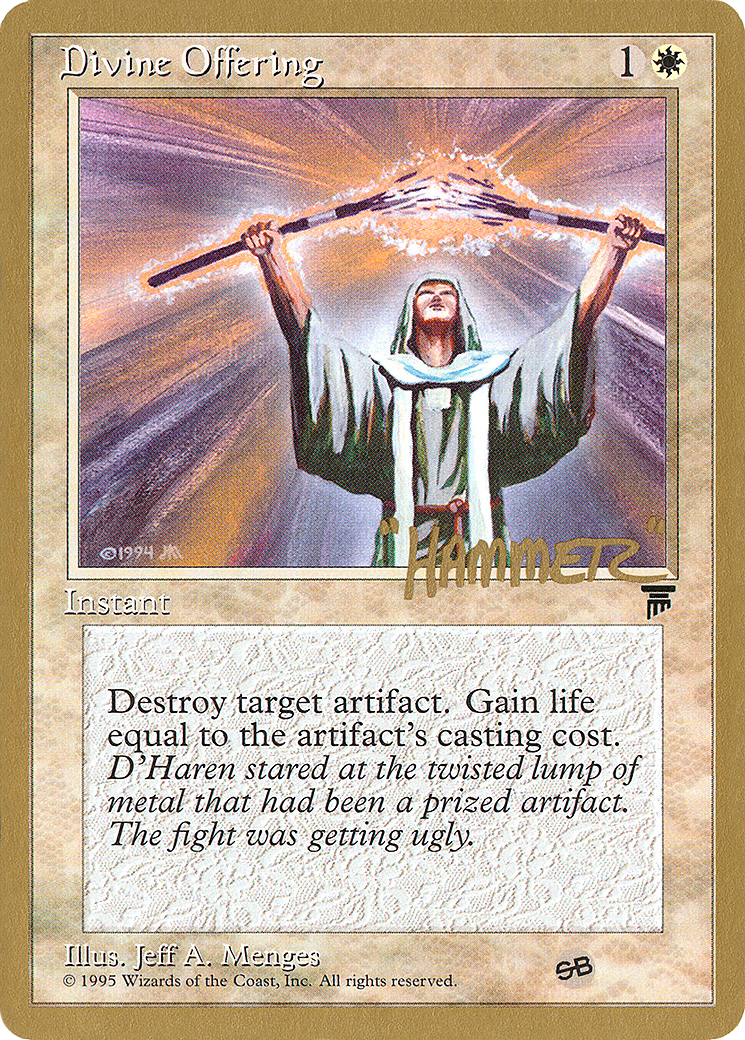 Divine Offering 1
©1994 JM
"HAMMETZ"
Instant
Destroy target artifact. Gain life
equal to the artifact's casting cost.
D'Haren stared at the twisted lump of
metal that had been a prized artifact.
The fight was getting ugly.
Illus. Jeff A. Menges
© 1995 Wizards of the Coast, Inc. All rights reserved.
SB